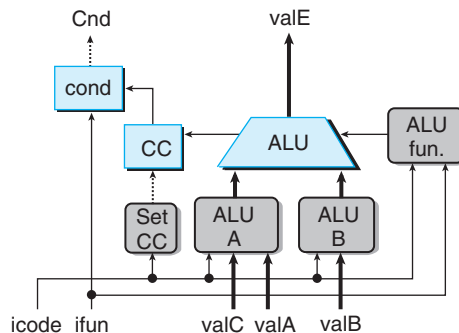 Cnd
valE
cond
CC
ALU
ALU
fun.
Set
CC
ALU
A
ALU
B
icode
ifun
valC
valA
valB